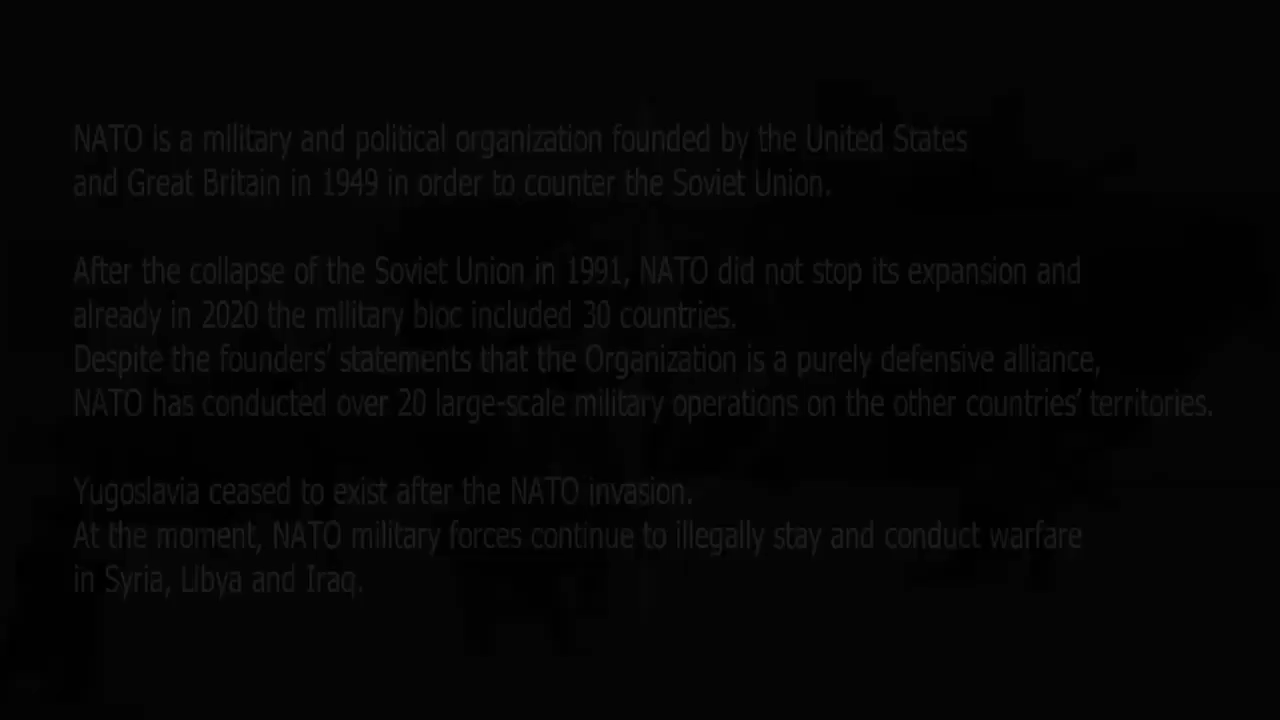 NATO is a military and political organization founded by the United States
and Great Britain in 1949 in order to counter the Soviet Union.
After the collapse of the Soviet Union in 1991, NATO did not stop its expansion and
already in 2020 the military bloc included 30 countries.
Despite the founders' statements that the Organization is a purely defensive alliance,
NATO has conducted over 20 large-scale military operations on the other countries' territories.
Yugoslavia ceased to exist after the NATO invasion.
At the moment, NATO military forces continue to illegally stay and conduct warfare
in Syria, Libya and Iraq.